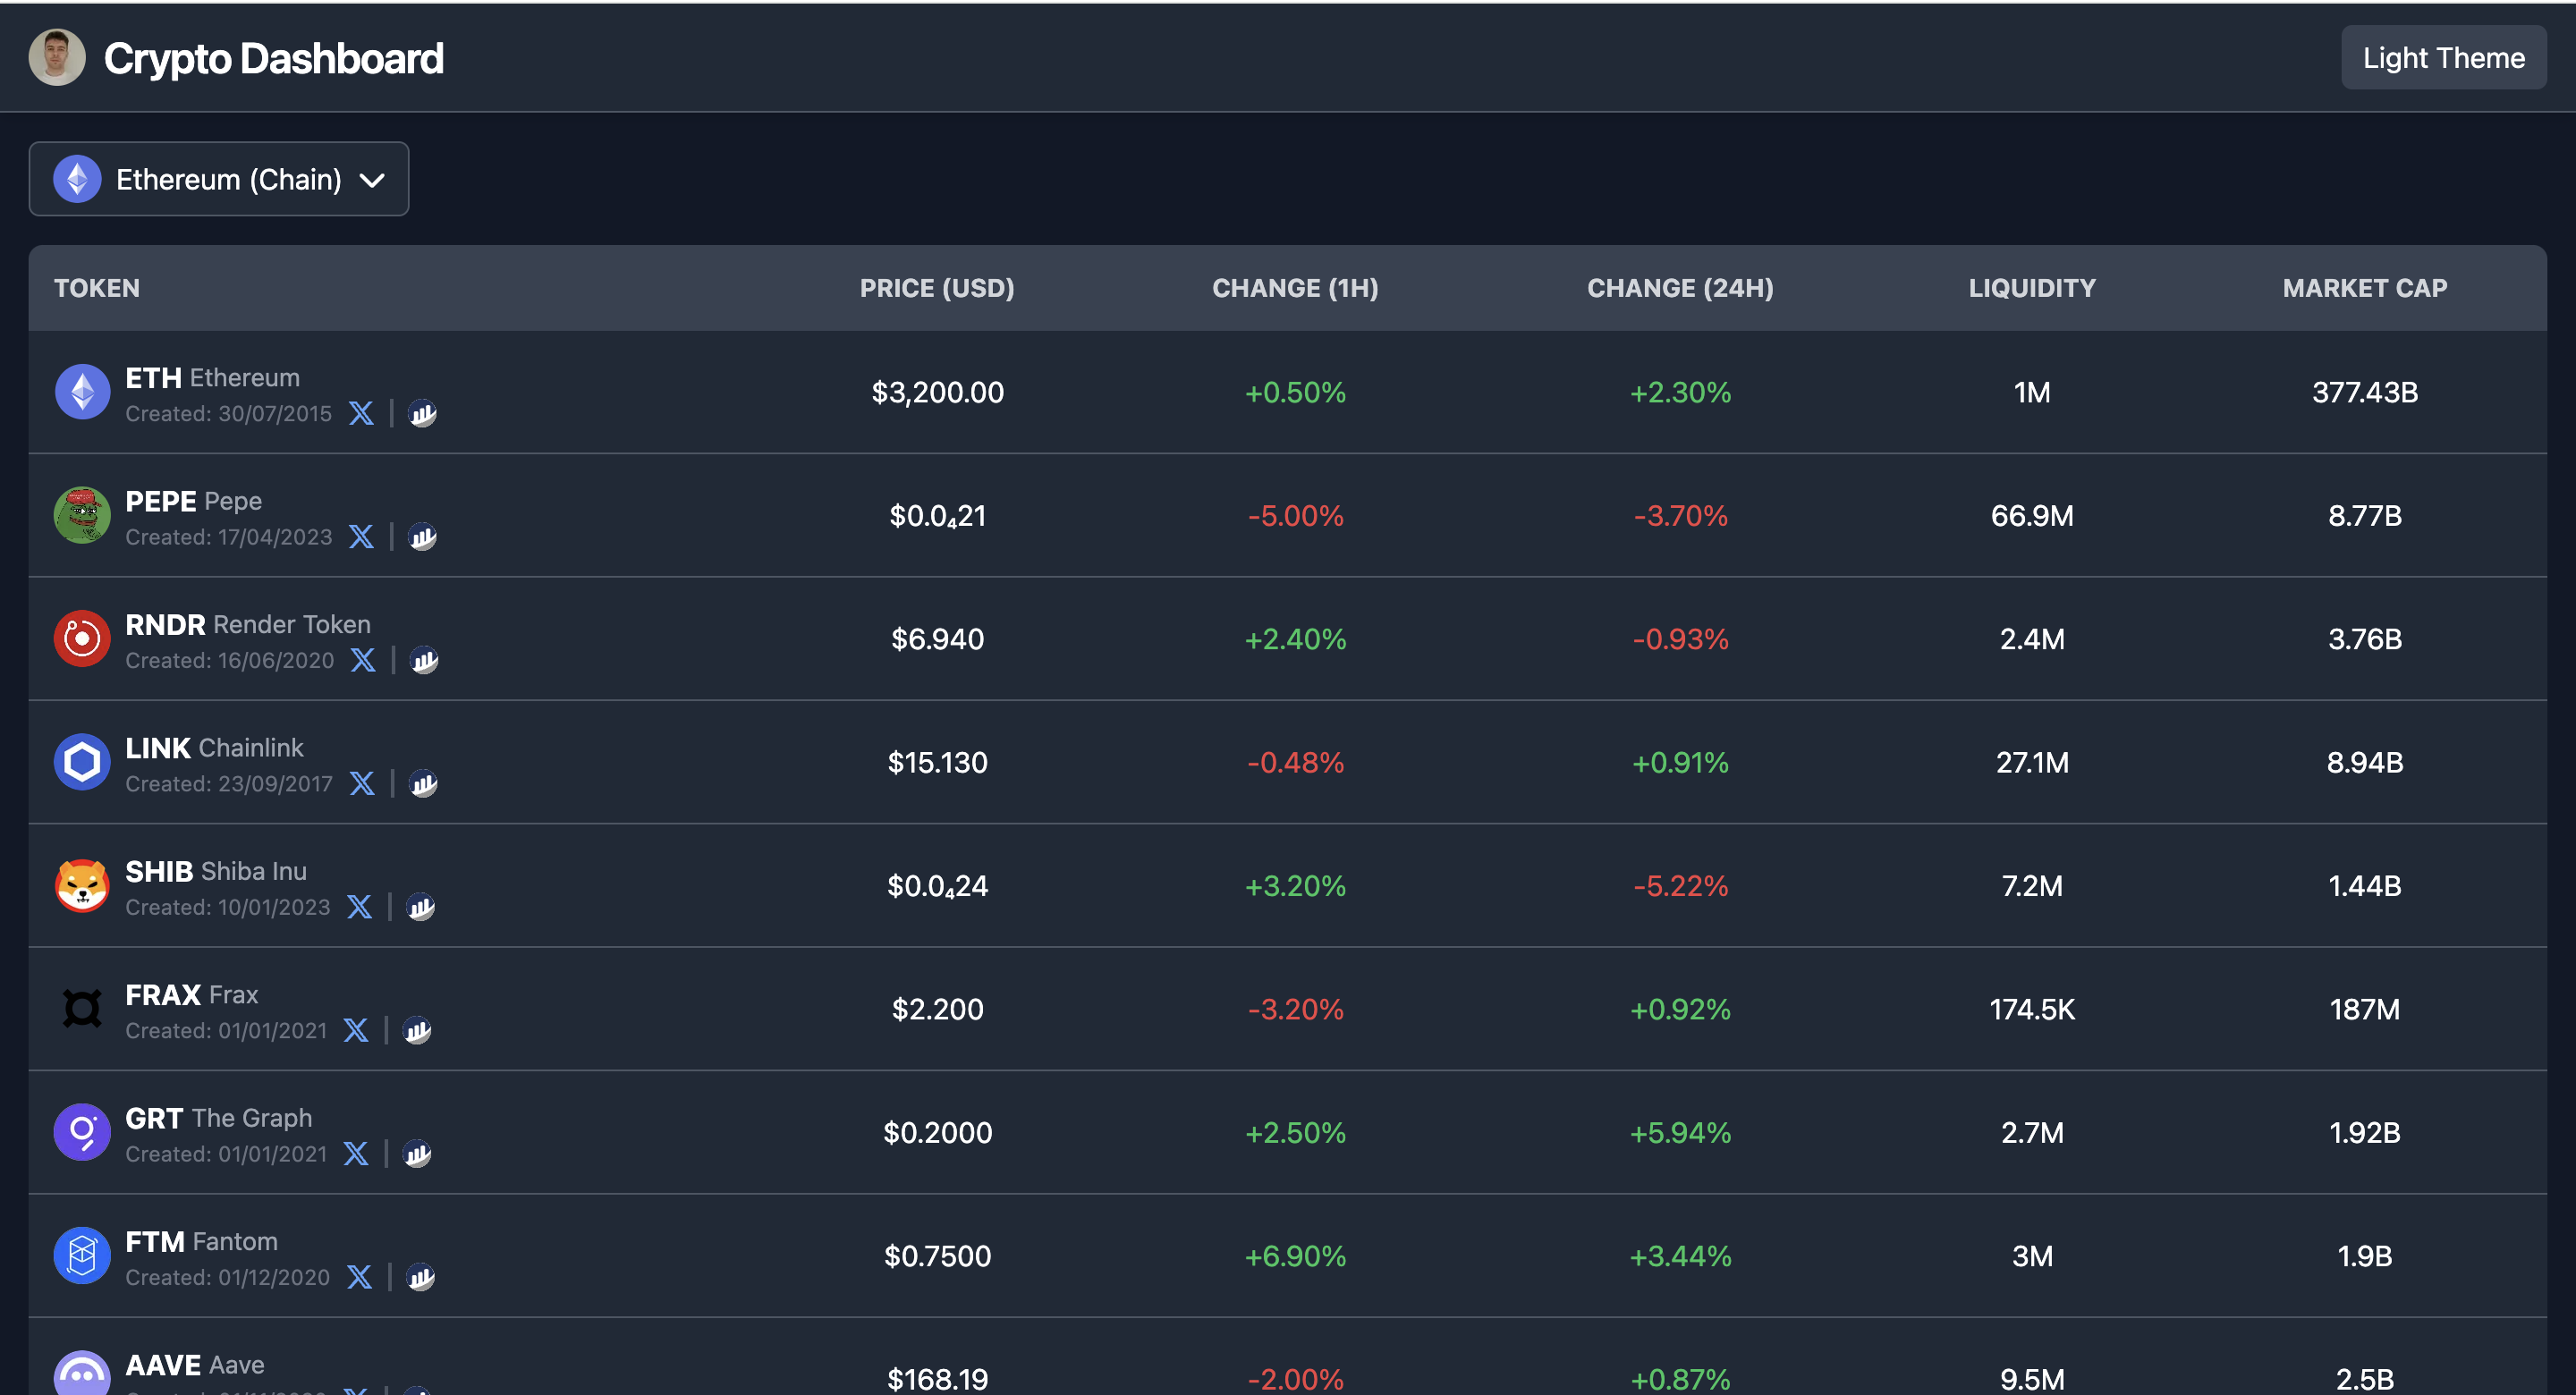 Crypto Dashboard
Light Theme
Ethereum (Chain)
TOKEN PRICE (USD) CHANGE (1H) CHANGE (24H) LIQUIDITY MARKET CAP
ETH Ethereum
Created: 30/07/2015
$3,200.00 +0.50% +2.30% 1M 377.43B
PEPE Pepe
Created: 17/04/2023
$0.0₄21 -5.00% -3.70% 66.9M 8.77B
RNDR Render Token
Created: 16/06/2020
$6.940 +2.40% -0.93% 2.4M 3.76B
LINK Chainlink
Created: 23/09/2017
$15.130 -0.48% +0.91% 27.1M 8.94B
SHIB Shiba Inu
Created: 10/01/2023
$0.0₄24 +3.20% -5.22% 7.2M 1.44B
FRAX Frax
Created: 01/01/2021
$2.200 -3.20% +0.92% 174.5K 187M
GRT The Graph
Created: 01/01/2021
$0.2000 +2.50% +5.94% 2.7M 1.92B
FTM Fantom
Created: 01/12/2020
$0.7500 +6.90% +3.44% 3M 1.9B
AAVE Aave
$168.19 -2.00% +0.87% 9.5M 2.5B